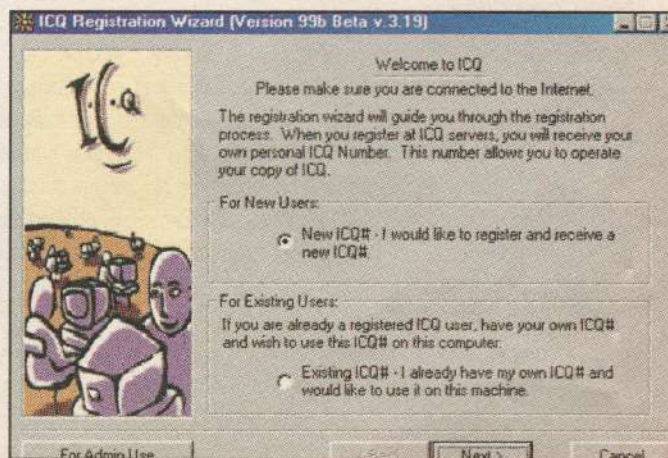 ICQ Registration Wizard (Version 99b Beta v.3.19)
I·C·Q
Welcome to ICQ
Please make sure you are connected to the Internet.
The registration wizard will guide you through the registration
process. When you register at ICQ servers, you will receive your
own personal ICQ Number. This number allows you to operate
your copy of ICQ.
For New Users:
New ICQ# - I would like to register and receive a
new ICQ#.
For Existing Users:
If you are already a registered ICQ user, have your own ICQ#
and wish to use this ICQ# on this computer:
Existing ICQ# - I already have my own ICQ# and
would like to use it on this machine.
For Admin Use
< Back
Next >
Cancel